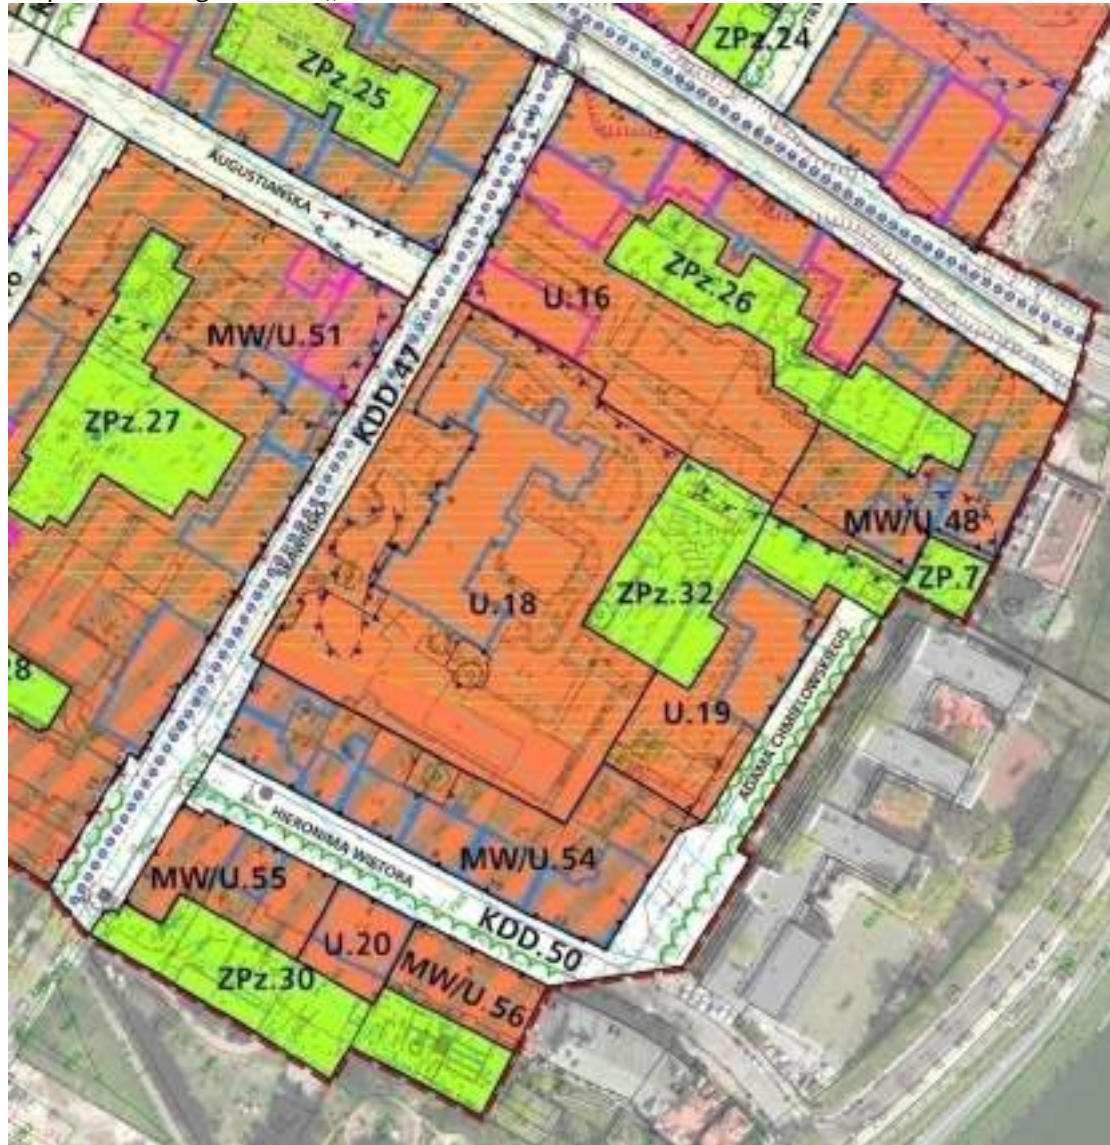 ZPz.24
ZPz.25
AUGUSTIAŃSKA
ZPz.26
U.16
MW/U.51
KDD.47
ZPz.27
MW/U.48
ZP.7
ZPz.32
U.18
U.19
ADAMA CHMIELOWSKIEGO
HIERONIMA WIETORA
MW/U.54
MW/U.55
KDD.50
U.20
ZPz.30
MW/U.56